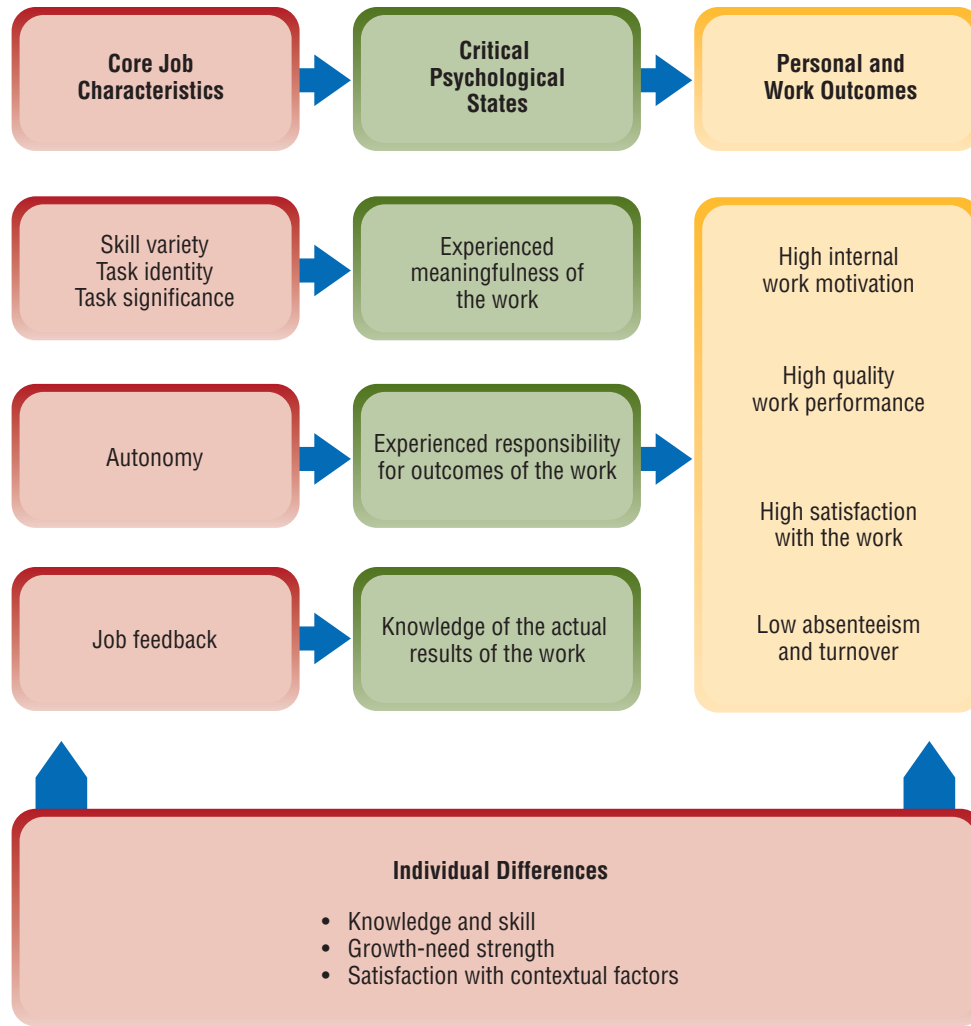 Core Job
Characteristics
Critical
Psychological
States
Personal and
Work Outcomes
Skill variety
Task identity
Task significance
Experienced
meaningfulness of
the work
High internal
work motivation
High quality
work performance
High satisfaction
with the work
Low absenteeism
and turnover
Autonomy
Experienced responsibility
for outcomes of the work
Job feedback
Knowledge of the actual
results of the work
Individual Differences
• Knowledge and skill
• Growth-need strength
• Satisfaction with contextual factors